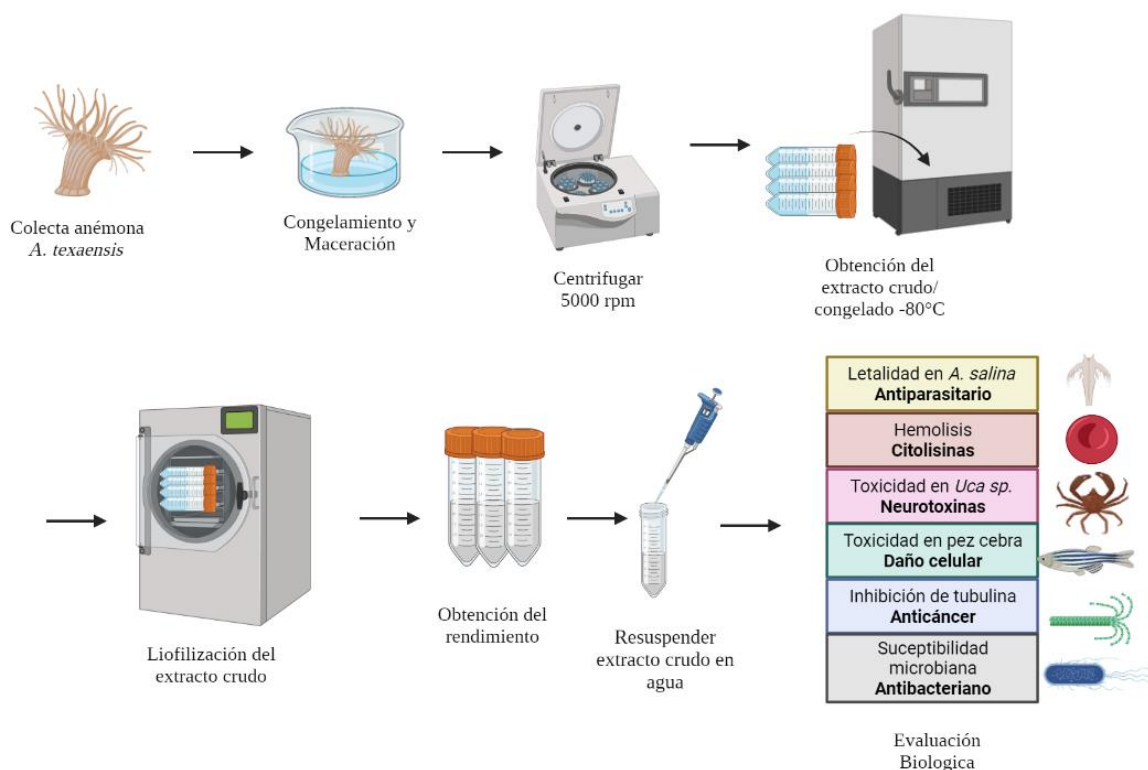 Colecta anémona
A. texaensis
Congelamiento y
Maceración
Centrifugar
5000 rpm
Obtención del
extracto crudo/
congelado -80°C
Liofilización del
extracto crudo
Obtención del
rendimiento
Resuspender
extracto crudo en
agua
Letalidad en A. salina
Antiparasitario
Hemolisis
Citolisinas
Toxicidad en Uca sp.
Neurotoxinas
Toxicidad en pez cebra
Daño celular
Inhibición de tubulina
Anticáncer
Suceptibilidad
microbiana
Antibacteriano
Evaluación
Biologica